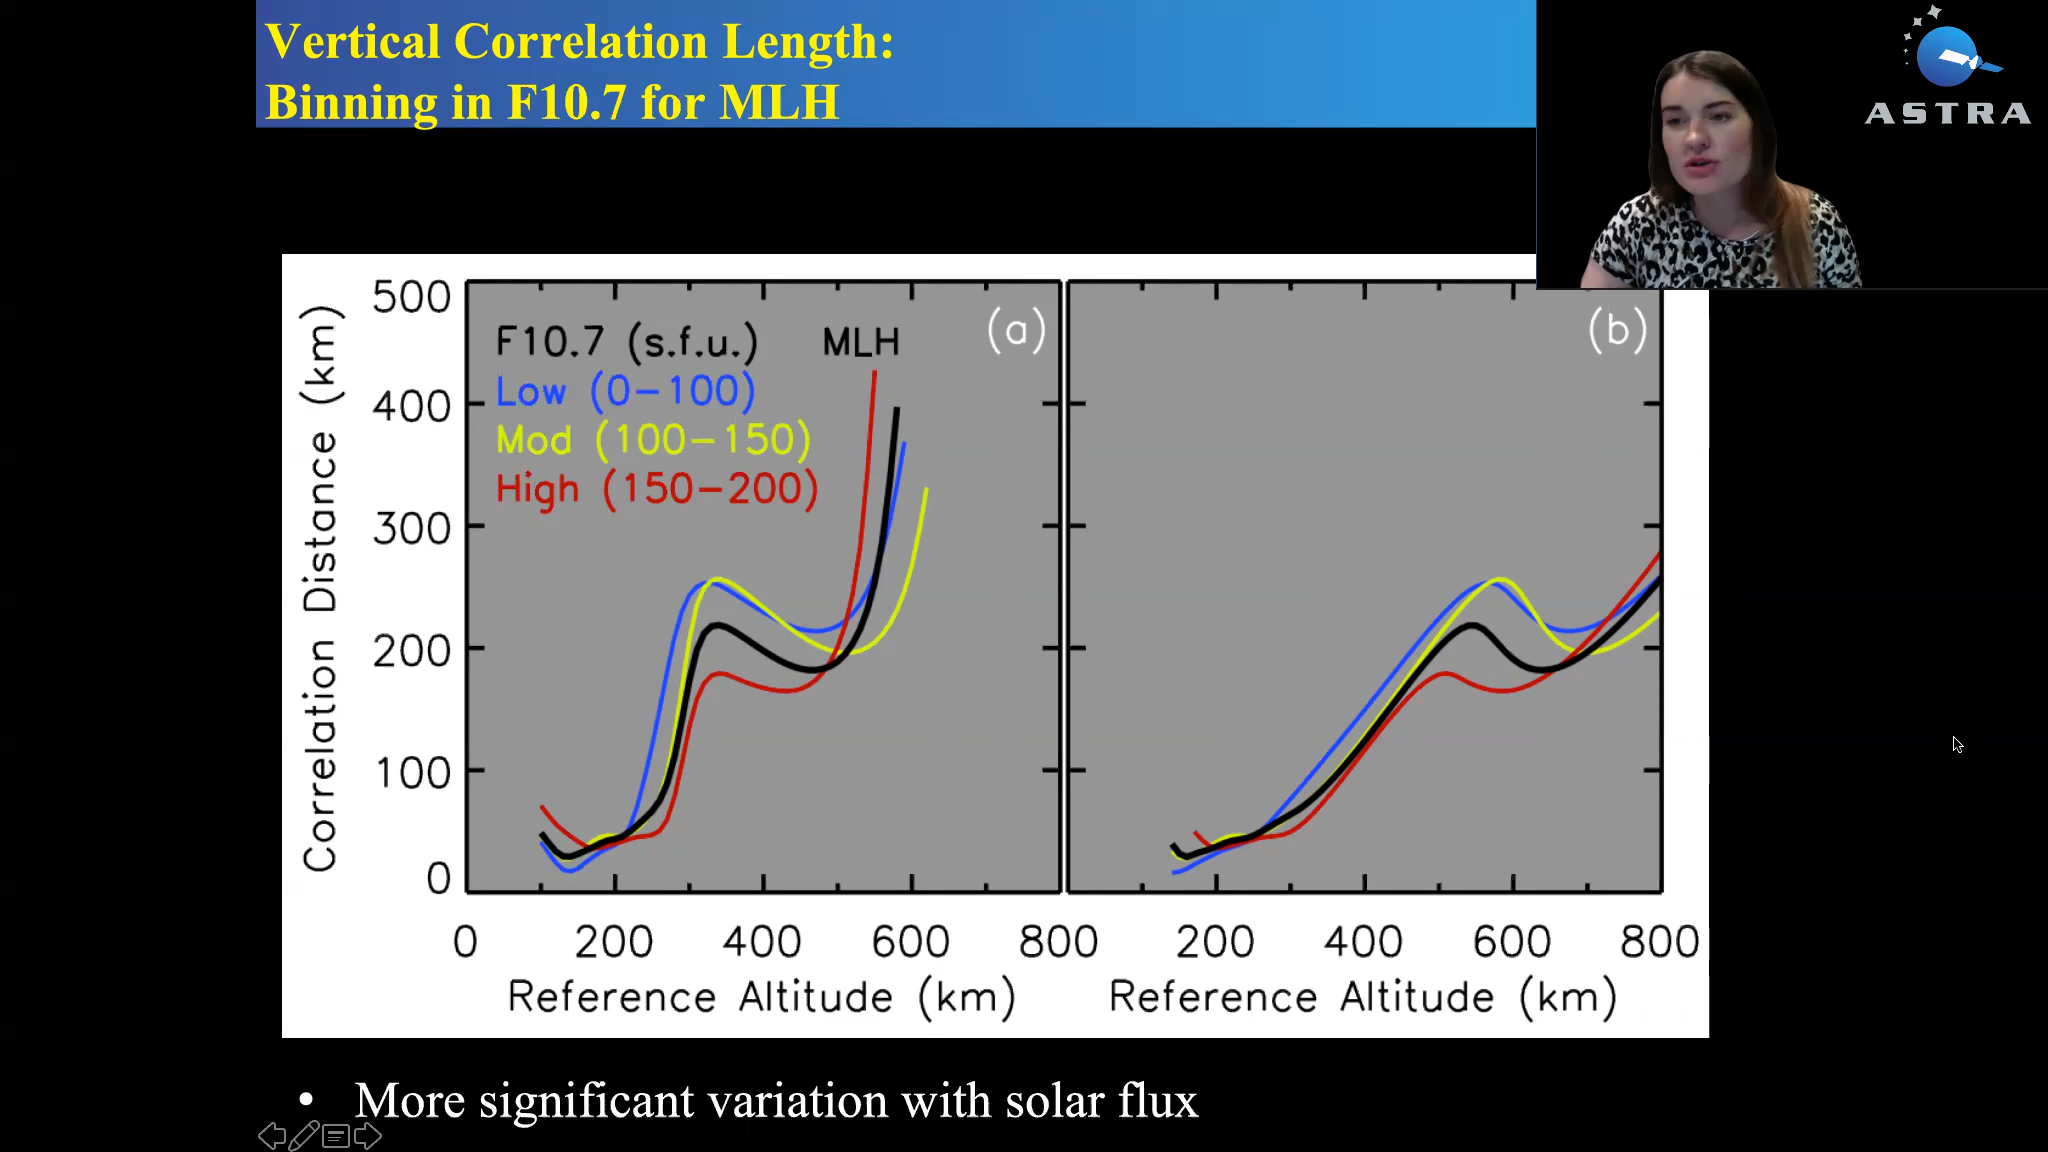 Vertical Correlation Length:
Binning in F10.7 for MLH
ASTRA
500
400
300
200
100
0
Correlation Distance (km)
F10.7 (s.f.u.) MLH
Low (0-100)
Mod (100-150)
High (150-200)
(a)
(b)
0 200 400 600 800 200 400 600 800
Reference Altitude (km) Reference Altitude (km)
• More significant variation with solar flux